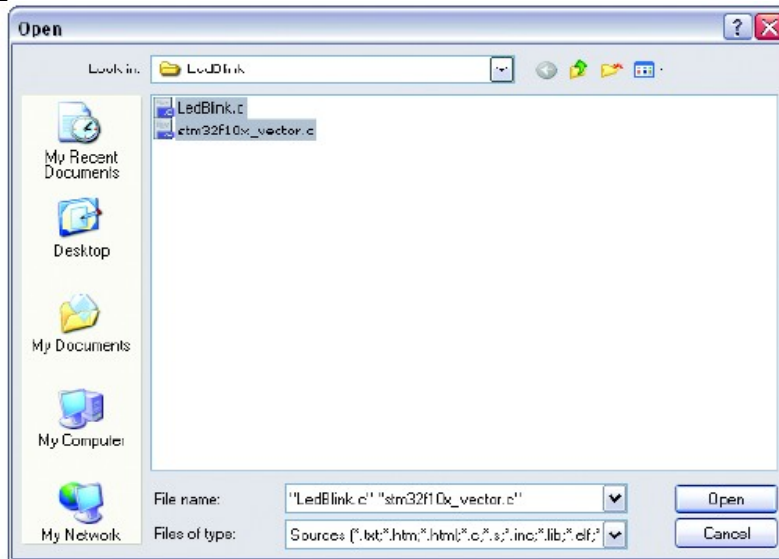 Open
Look in:
LedBlink
LedBlink.c
stm32f10x_vector.c
My Recent
Documents
Desktop
My Documents
My Computer
My Network
File name:
"LedBlink.c" "stm32f10x_vector.c"
Open
Files of type:
Sources (*.txt;*.htm;*.html;*.c;*.s;*.inc;*.lib;*.elf;*
Cancel